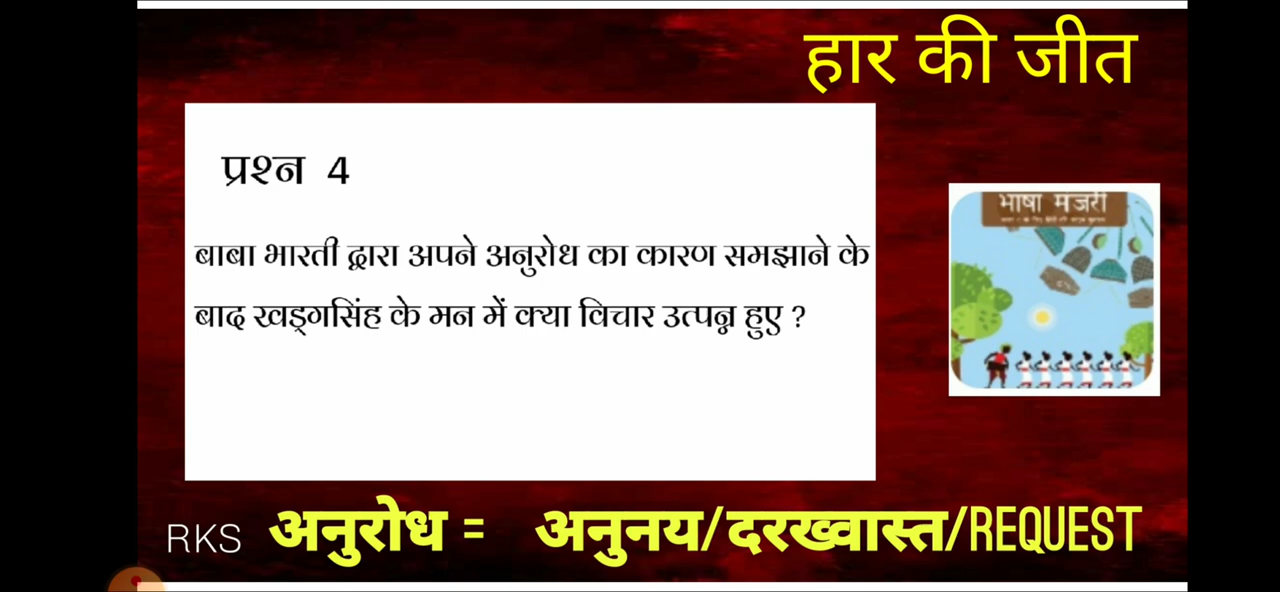 हार की जीत
प्रश्न 4
बाबा भारती द्वारा अपने अनुरोध का कारण समझाने के
बाद खड्गसिंह के मन में क्या विचार उत्पन्न हुए ?
भाषा मंजरी
RKS अनुरोध = अनुनय/दरख्वास्त/REQUEST